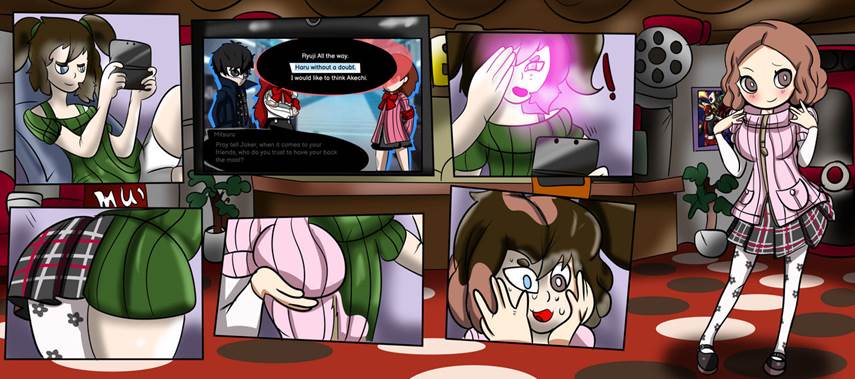 Ryuji All the way.
Haru without a doubt.
I would like to think Akechi.
Mitsuru
Pray tell Joker, when it comes to your
friends, who do you trust to have your back
the most?
!
MU